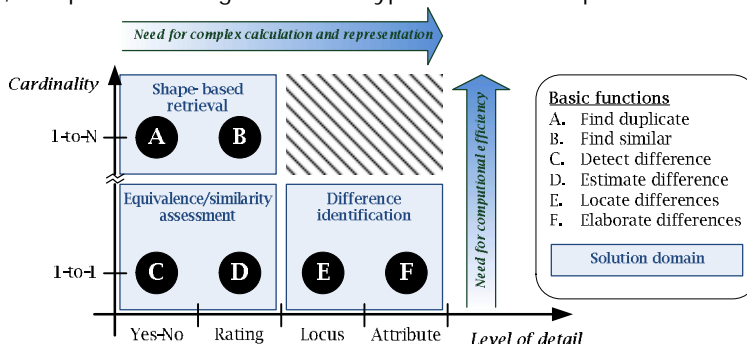 Need for complex calculation and representation
Cardinality
Shape- based
retrieval
1-to-N
A
B
Equivalence/similarity
assessment
Difference
identification
1-to-1
C
D
E
F
Yes-No
Rating
Locus
Attribute
Level of detail
Need for computational efficiency
Basic functions
A. Find duplicate
B. Find similar
C. Detect difference
D. Estimate difference
E. Locate differences
F. Elaborate differences
Solution domain